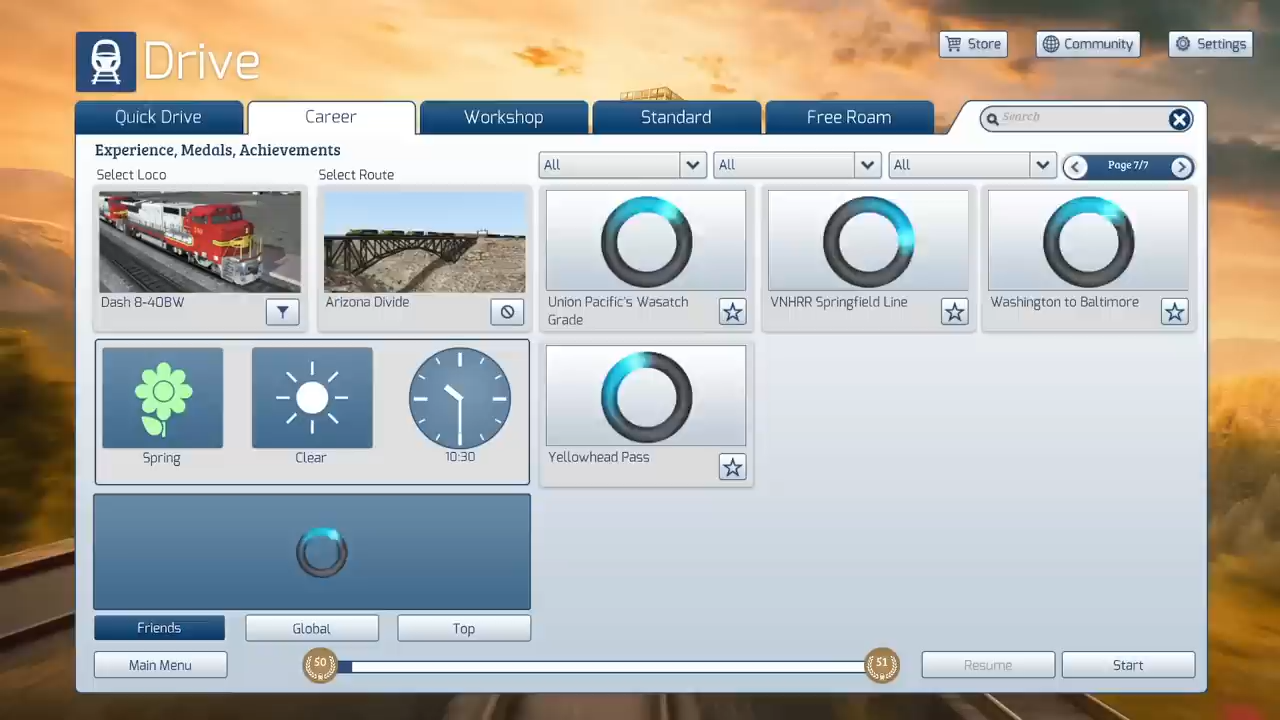 Drive
Store
Community
Settings
Quick Drive
Career
Workshop
Standard
Free Roam
Search
Experience, Medals, Achievements
Select Loco
Select Route
All
All
All
Page 7/7
Dash 8-40BW
Arizona Divide
Union Pacific's Wasatch
Grade
VNHRR Springfield Line
Washington to Baltimore
Spring
Clear
10:30
Yellowhead Pass
Friends
Global
Top
Main Menu
50
51
Resume
Start